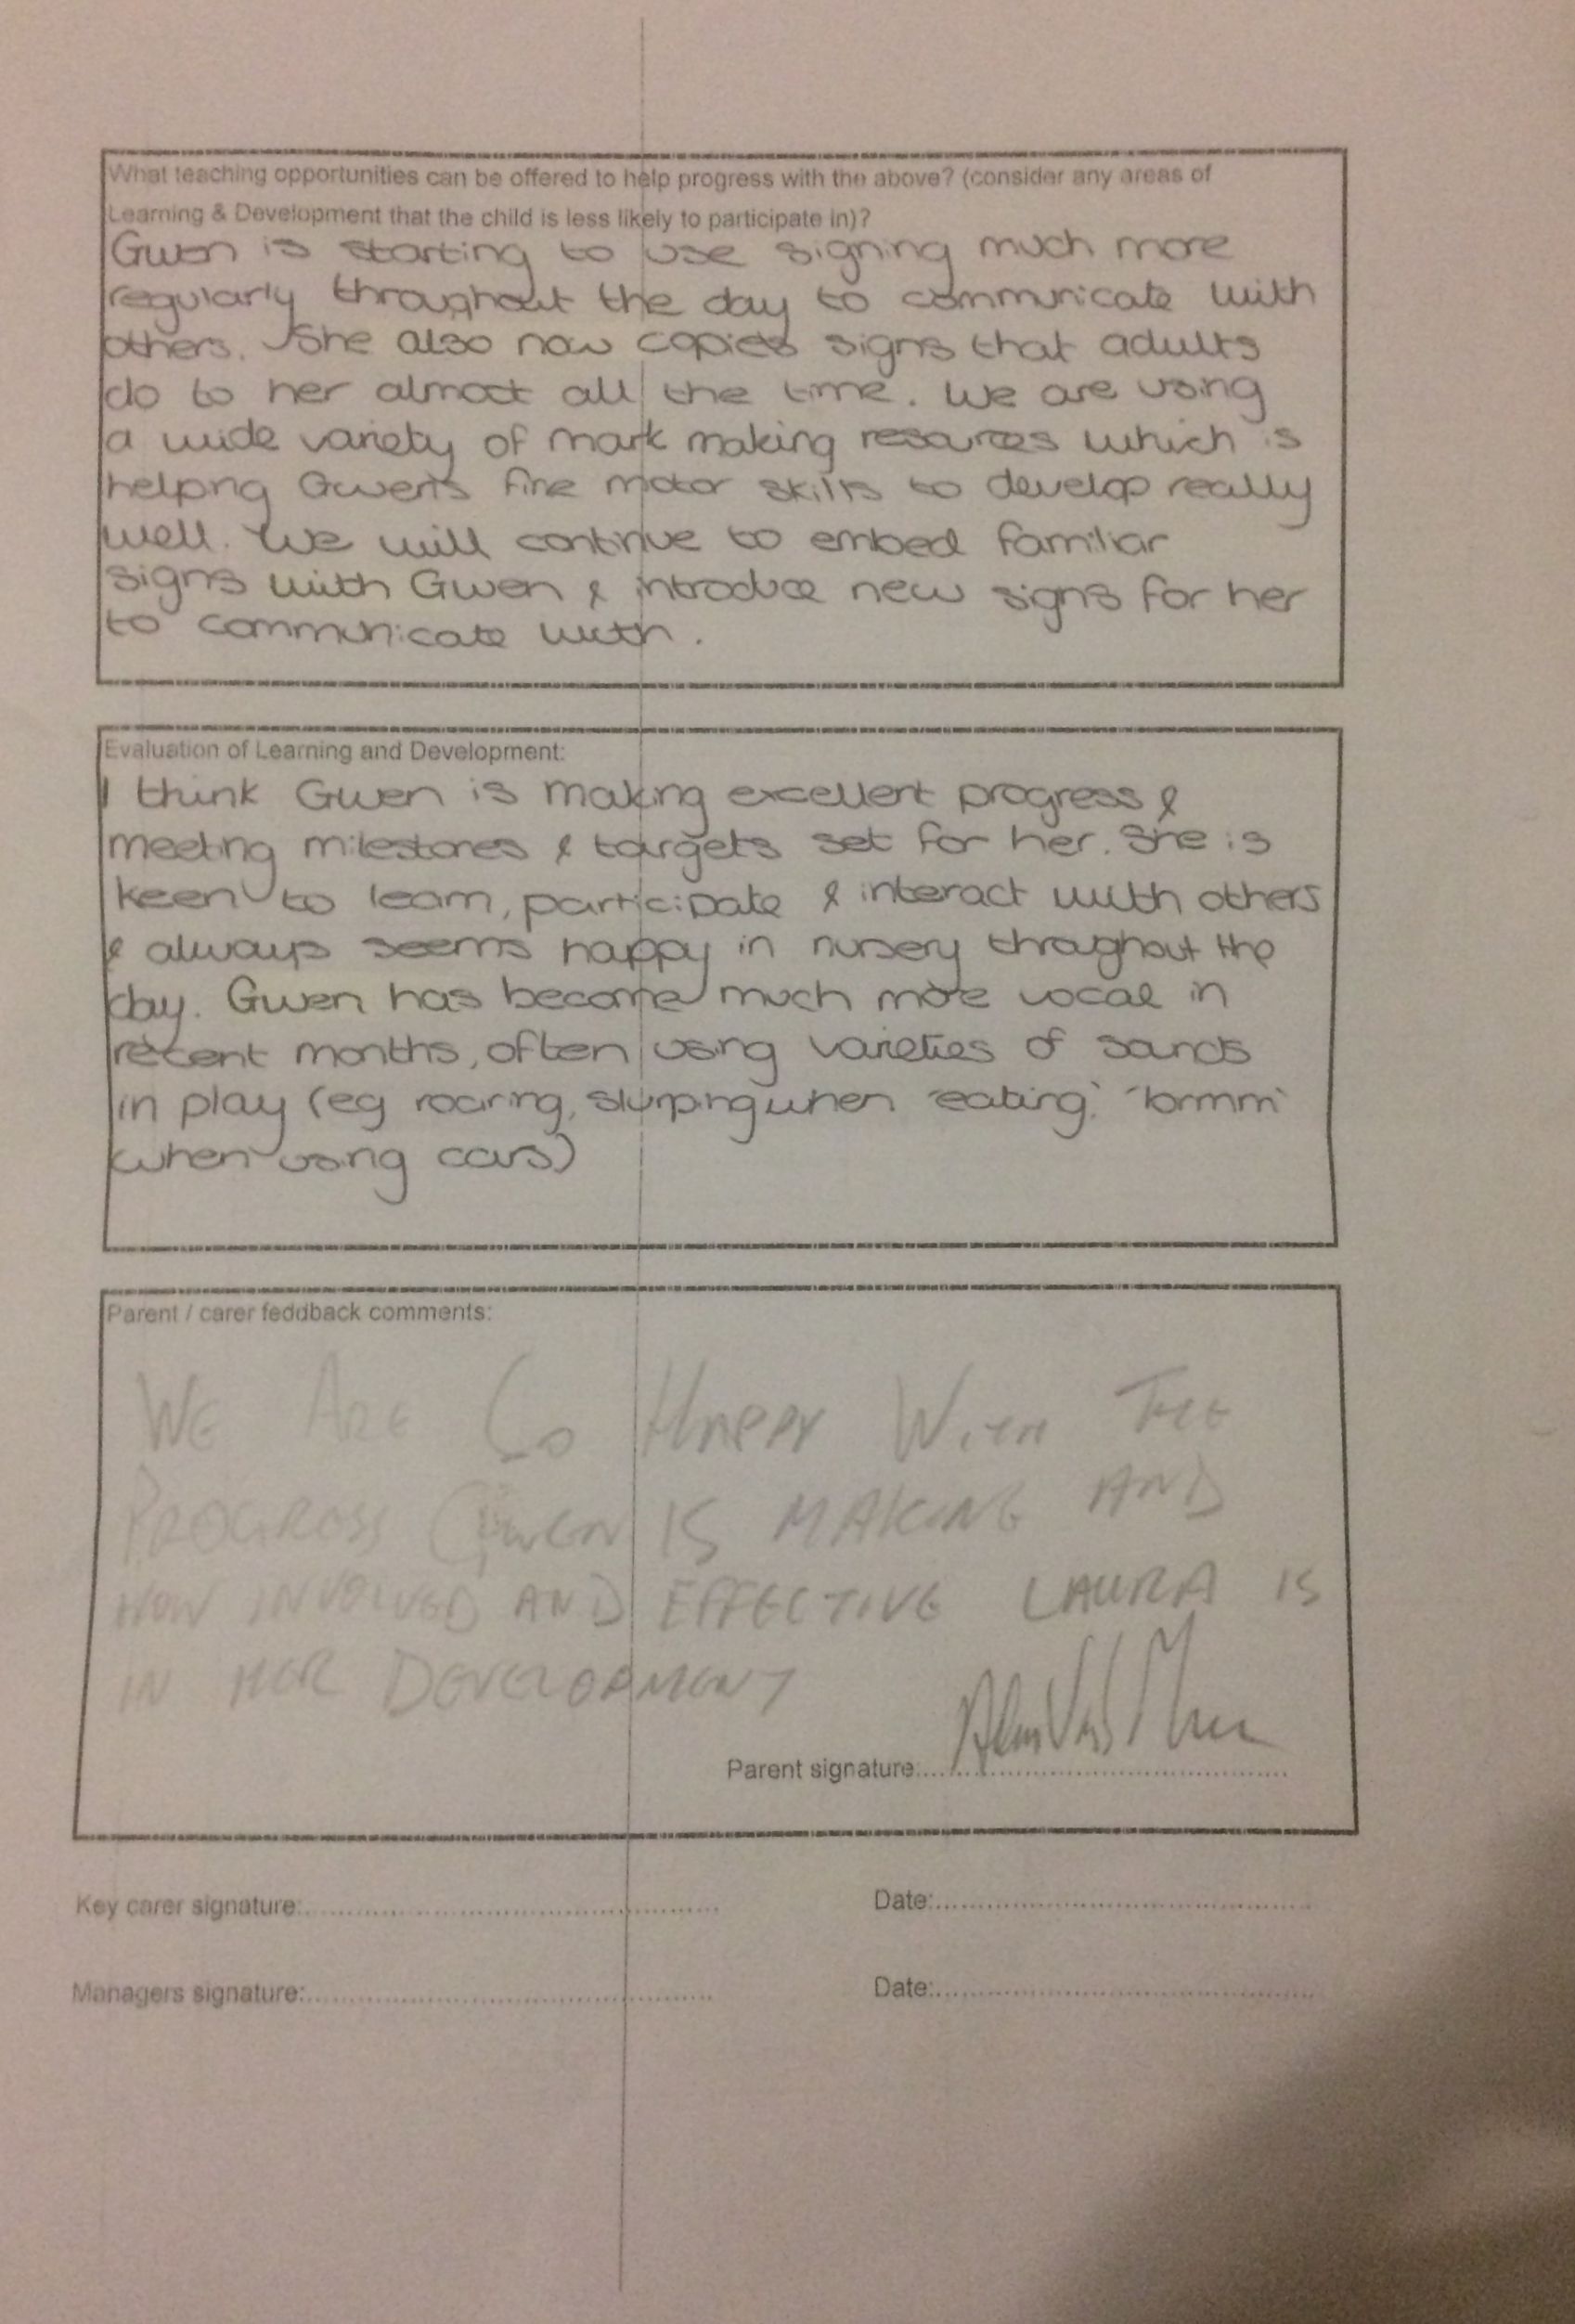 What teaching opportunities can be offered to help progress with the above? (consider any areas of
Learning & Development that the child is less likely to participate in)?
Gwen is starting to use signing much more
regularly throughout the day to communicate with
others. She also now copies signs that adults
do to her almost all the time. We are using
a wide variety of mark making resources which is
helping Gwen's fine motor skills to develop really
well. We will continue to embed familiar
signs with Gwen & introduce new signs for her
to communicate with.
Evaluation of Learning and Development:
I think Gwen is making excellent progress &
meeting milestones & targets set for her. She is
keen to learn, participate & interact with others
& always seems happy in nursery throughout the
day. Gwen has become much more vocal in
recent months, often using varieties of sounds
in play (eg roaring, slurping when 'eating', 'brmm'
when using cars)
Parent / carer feddback comments:
WE ARE SO HAPPY WITH THE
PROGRESS GWEN IS MAKING AND
HOW INVOLVED AND EFFECTIVE LAURA IS
IN HER DEVELOPMENT
Parent signature:
Key carer signature: Date:
Managers signature: Date: